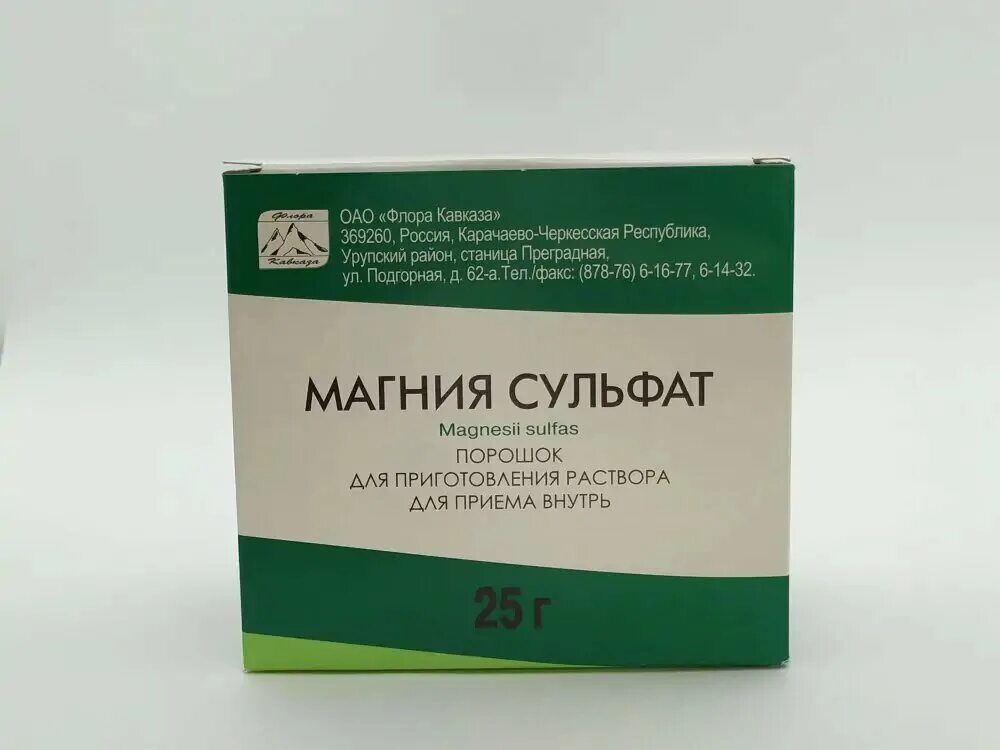 Флора
Кавказа
ОАО «Флора Кавказа»
369260, Россия, Карачаево-Черкесская Республика,
Урупский район, станица Преградная,
ул. Подгорная, д. 62-а.Тел./факс: (878-76) 6-16-77, 6-14-32.
МАГНИЯ СУЛЬФАТ
Magnesii sulfas
ПОРОШОК
ДЛЯ ПРИГОТОВЛЕНИЯ РАСТВОРА
ДЛЯ ПРИЕМА ВНУТРЬ
25 г